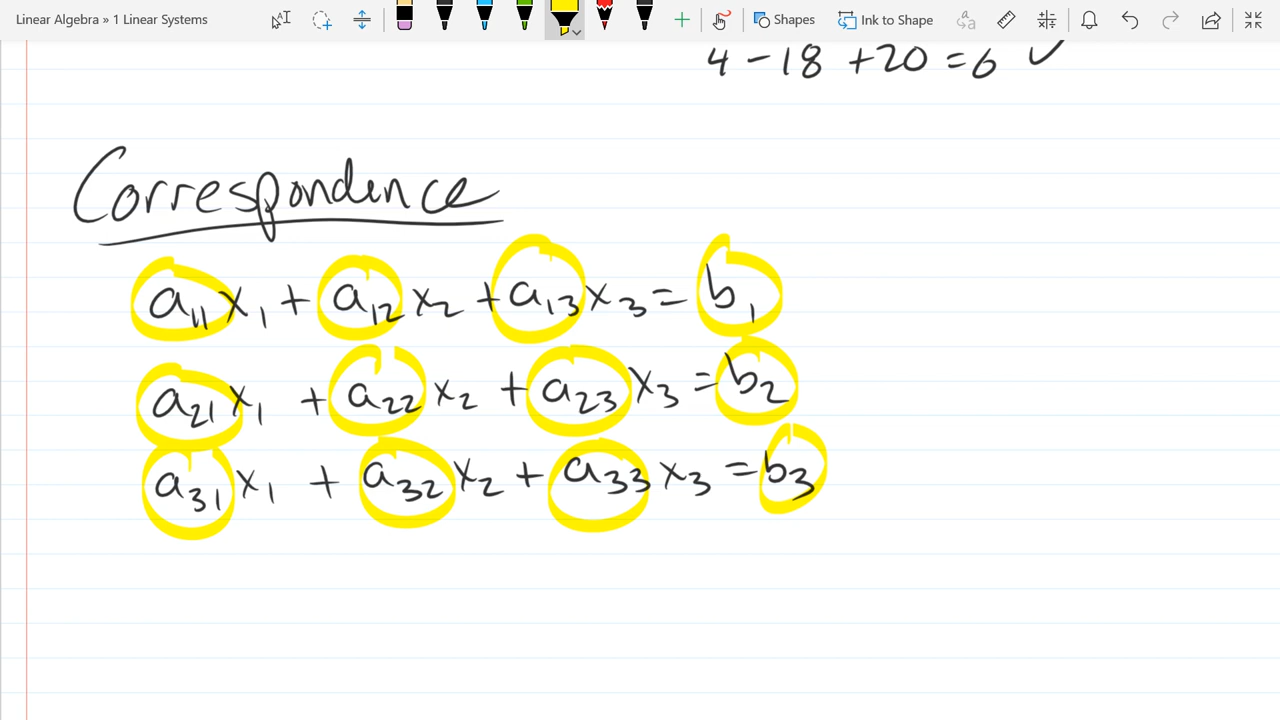 Linear Algebra » 1 Linear Systems Shapes Ink to Shape
4 - 18 + 20 = 6 ✓
Correspondence
a₁₁x₁ + a₁₂x₂ + a₁₃x₃ = b₁
a₂₁x₁ + a₂₂x₂ + a₂₃x₃ = b₂
a₃₁x₁ + a₃₂x₂ + a₃₃x₃ = b₃